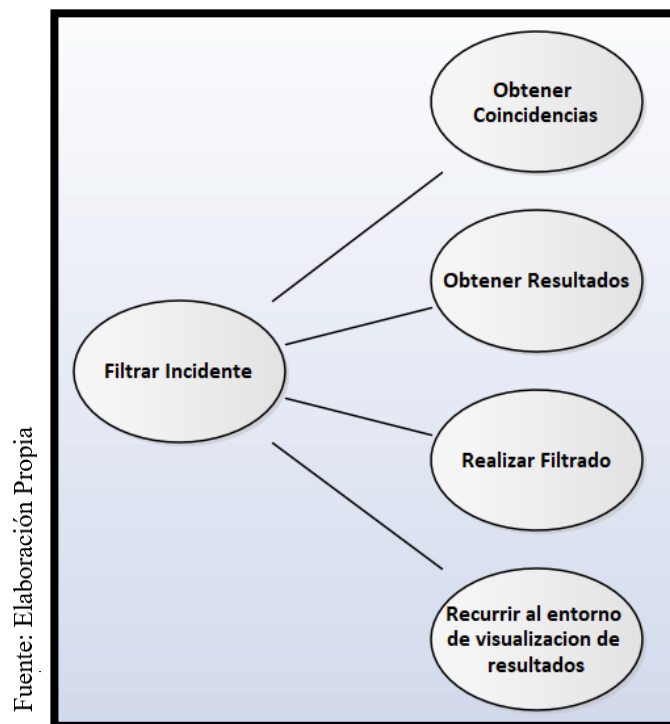 Obtener
Coincidencias
Obtener Resultados
Filtrar Incidente
Realizar Filtrado
Recurrir al entorno
de visualizacion de
resultados
Fuente: Elaboración Propia